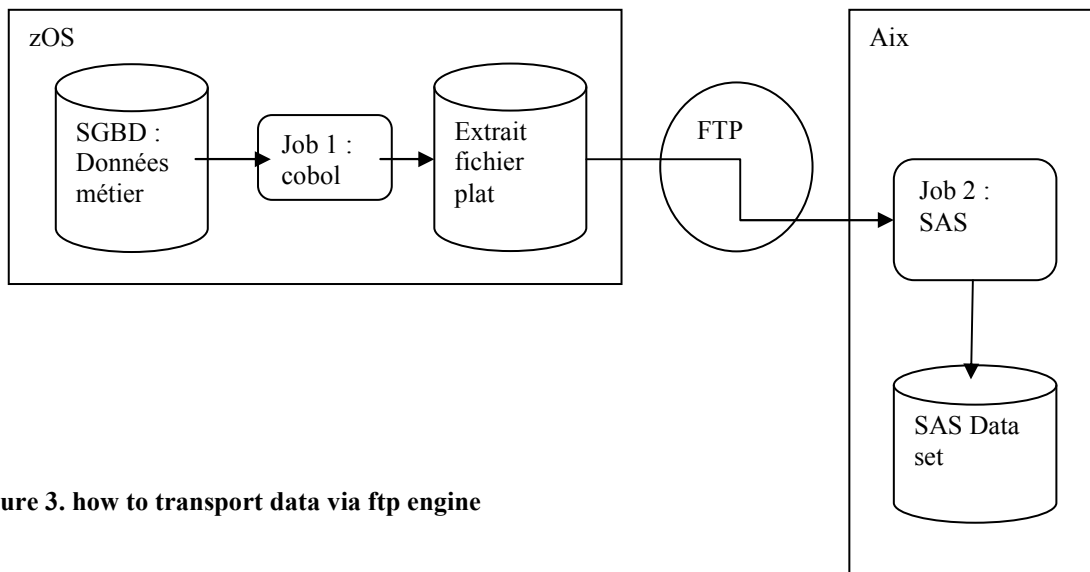 zOS
SGBD :
Données
métier
Job 1 :
cobol
Extrait
fichier
plat
FTP
Aix
Job 2 :
SAS
SAS Data
set
ure 3. how to transport data via ftp engine